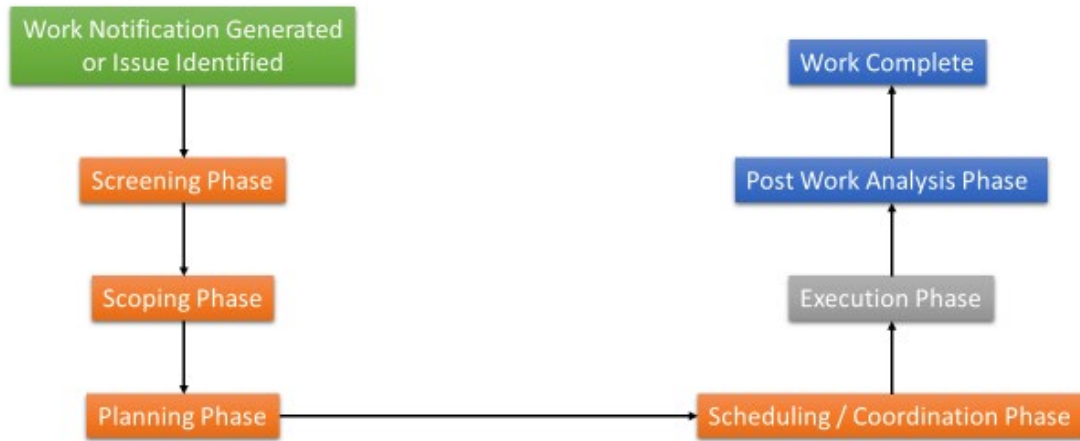 Work Notification Generated
or Issue Identified
Screening Phase
Scoping Phase
Planning Phase
Scheduling / Coordination Phase
Execution Phase
Post Work Analysis Phase
Work Complete